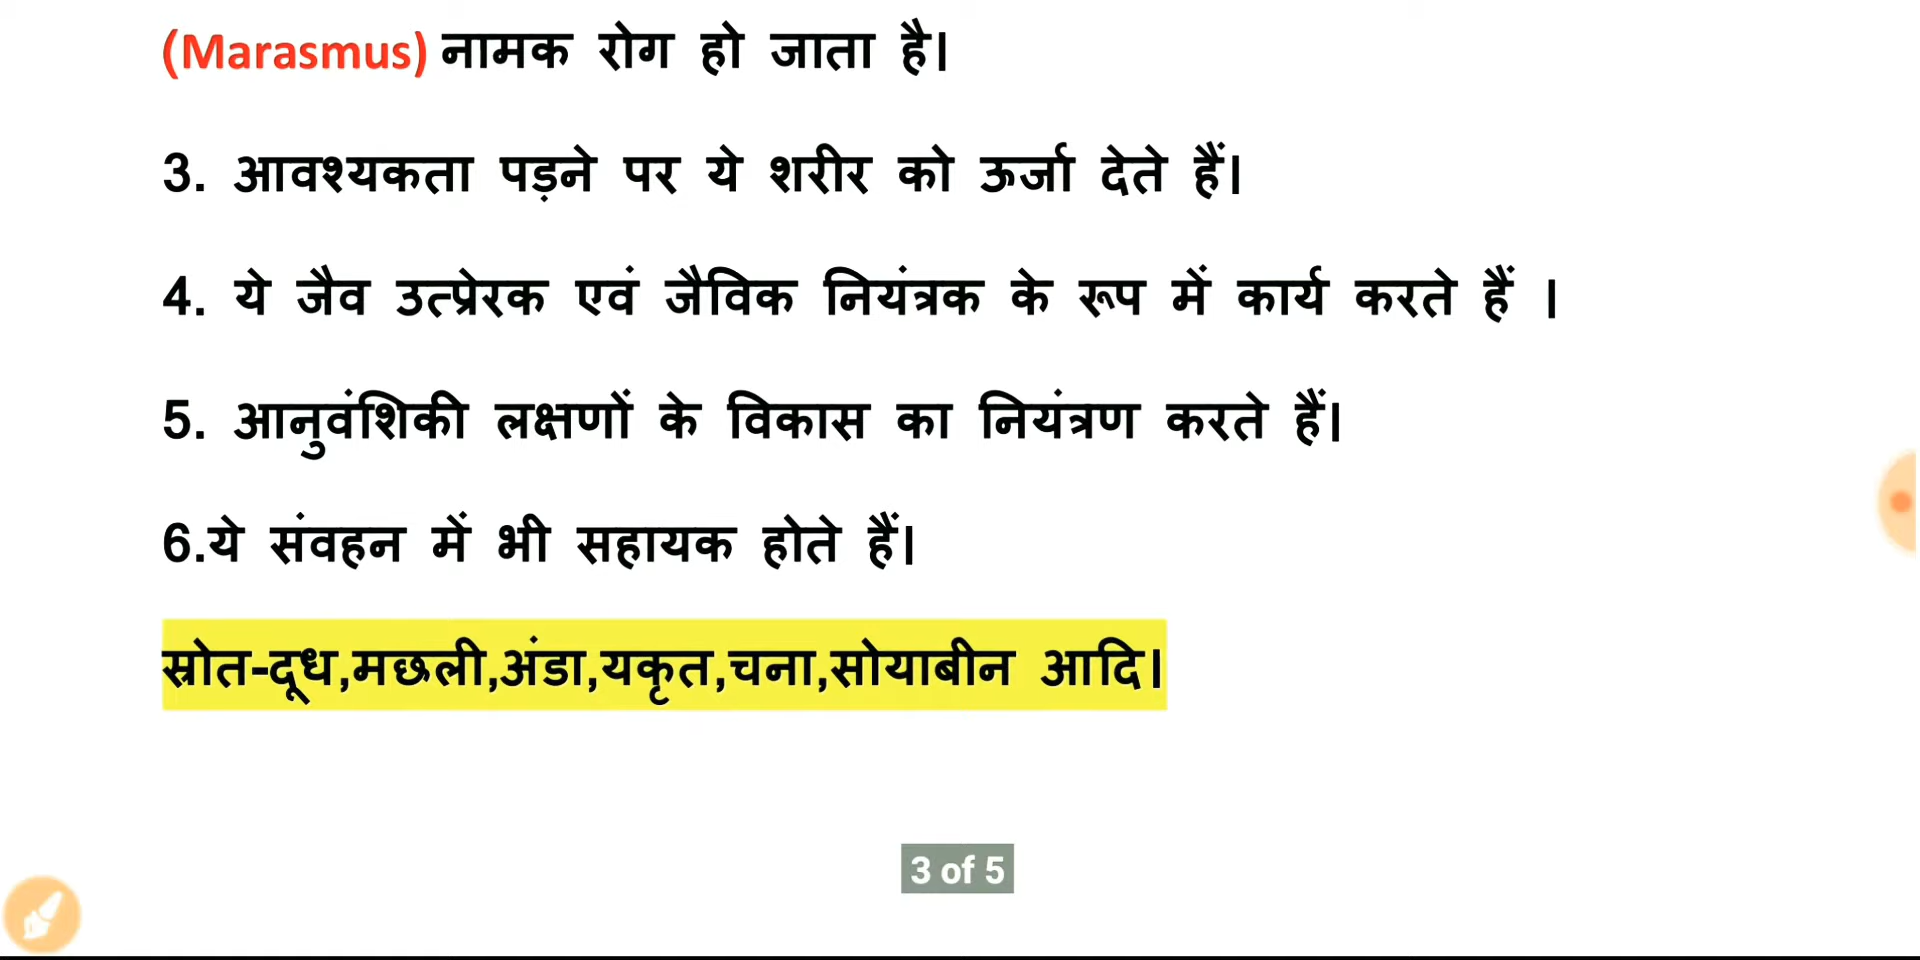 (Marasmus) नामक रोग हो जाता है।
3. आवश्यकता पड़ने पर ये शरीर को ऊर्जा देते हैं।
4. ये जैव उत्प्रेरक एवं जैविक नियंत्रक के रूप में कार्य करते हैं ।
5. आनुवंशिकी लक्षणों के विकास का नियंत्रण करते हैं।
6.ये संवहन में भी सहायक होते हैं।
स्रोत-दूध,मछली,अंडा,यकृत,चना,सोयाबीन आदि।
3 of 5